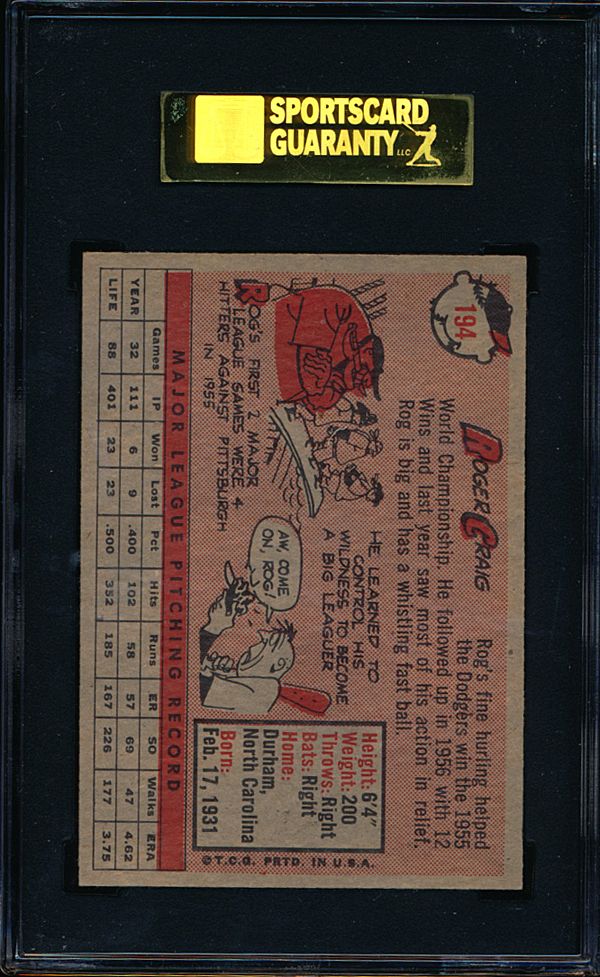 SPORTSCARD
GUARANTY LLC
194
ROGER CRAIG
Rog's fine hurling helped
the Dodgers win the 1955
World Championship. He followed up in 1956 with 12
Wins and last year saw most of his action in relief.
Rog is big and has a whistling fast ball.
ROG'S FIRST 2 MAJOR
LEAGUE GAMES WERE 4
HITTERS AGAINST PITTSBURGH
IN 1955
HE LEARNED TO
CONTROL HIS
WILDNESS TO BECOME
A BIG LEAGUER
AW, COME
ON, ROG!
Height: 6'4"
Weight: 200
Throws: Right
Bats: Right
Home:
Durham,
North Carolina
Born:
Feb. 17, 1931
©T.C.G. PRTD. IN U.S.A.
MAJOR LEAGUE PITCHING RECORD
Games IP Won Lost Pct Hits Runs ER SO Walks ERA
YEAR 32 111 6 9 .400 102 58 57 69 47 4.62
LIFE 88 401 23 23 .500 352 185 167 226 177 3.75